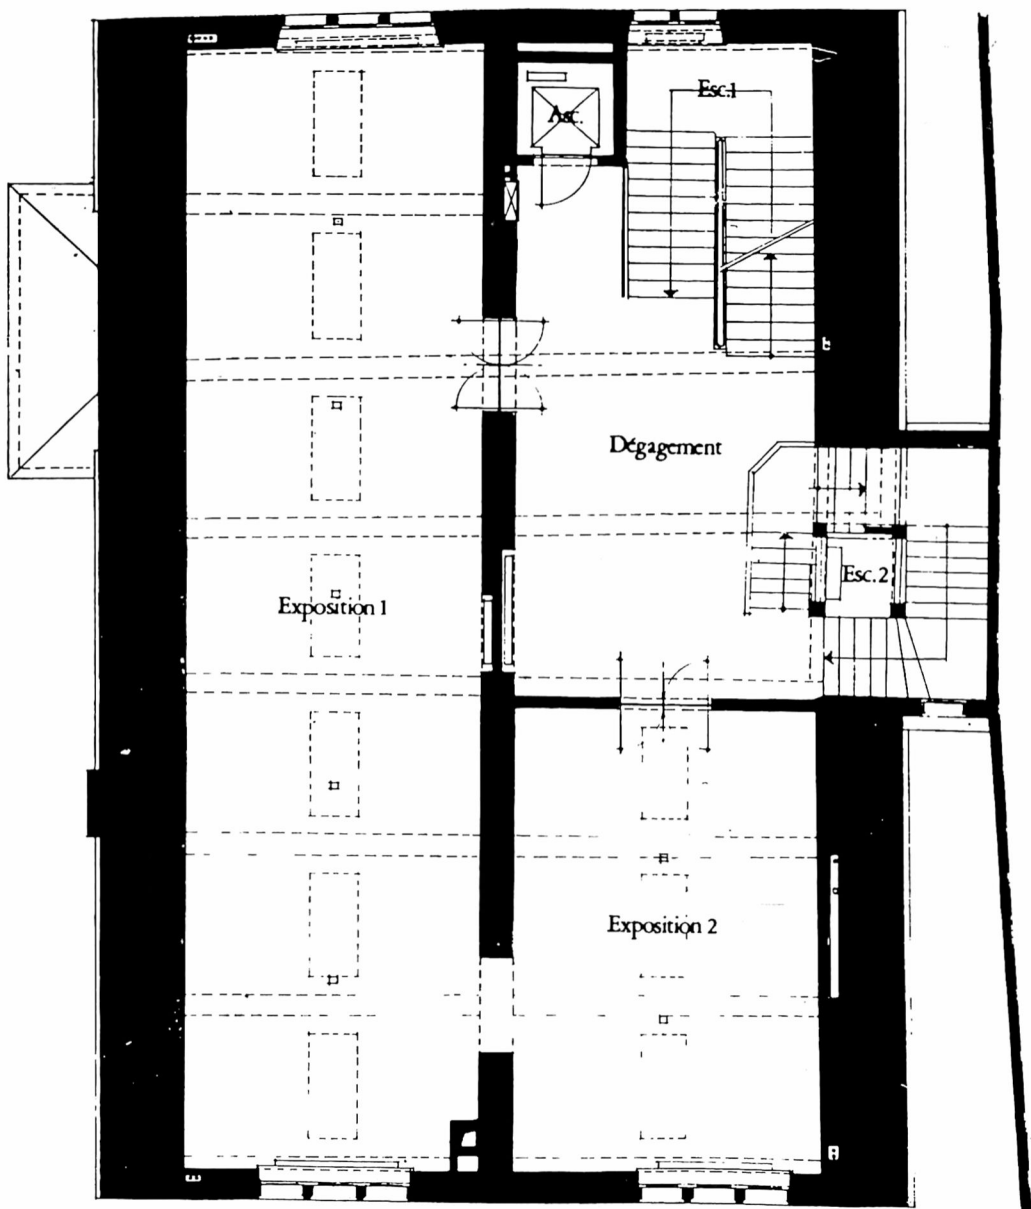 Esc.1
Asc.
Dégagement
Esc.2
Exposition 1
Exposition 2